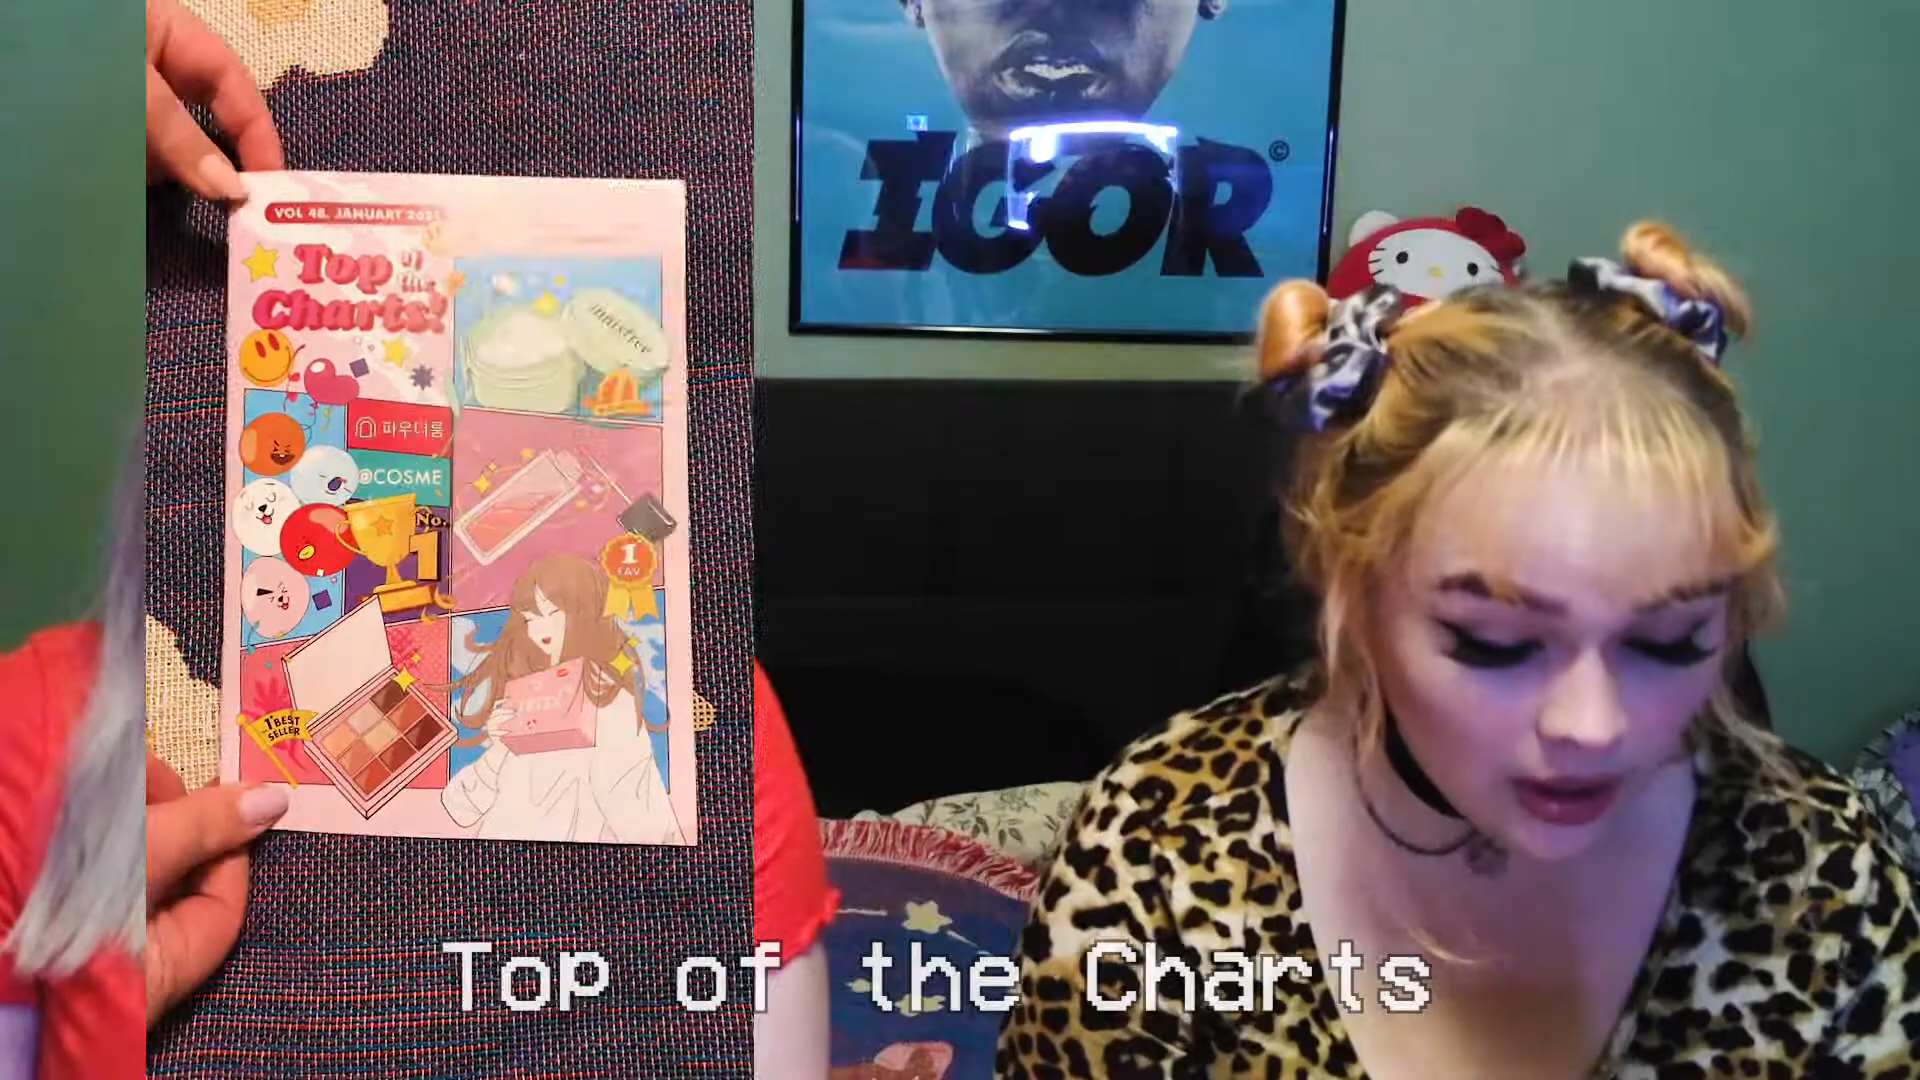 VOL 48. JANUARY 2021
Top of the
Charts!
innisfree
파우더룸
@COSME
No.
1
1
FAV
1st BEST
SELLER
IGOR©
Top of the Charts